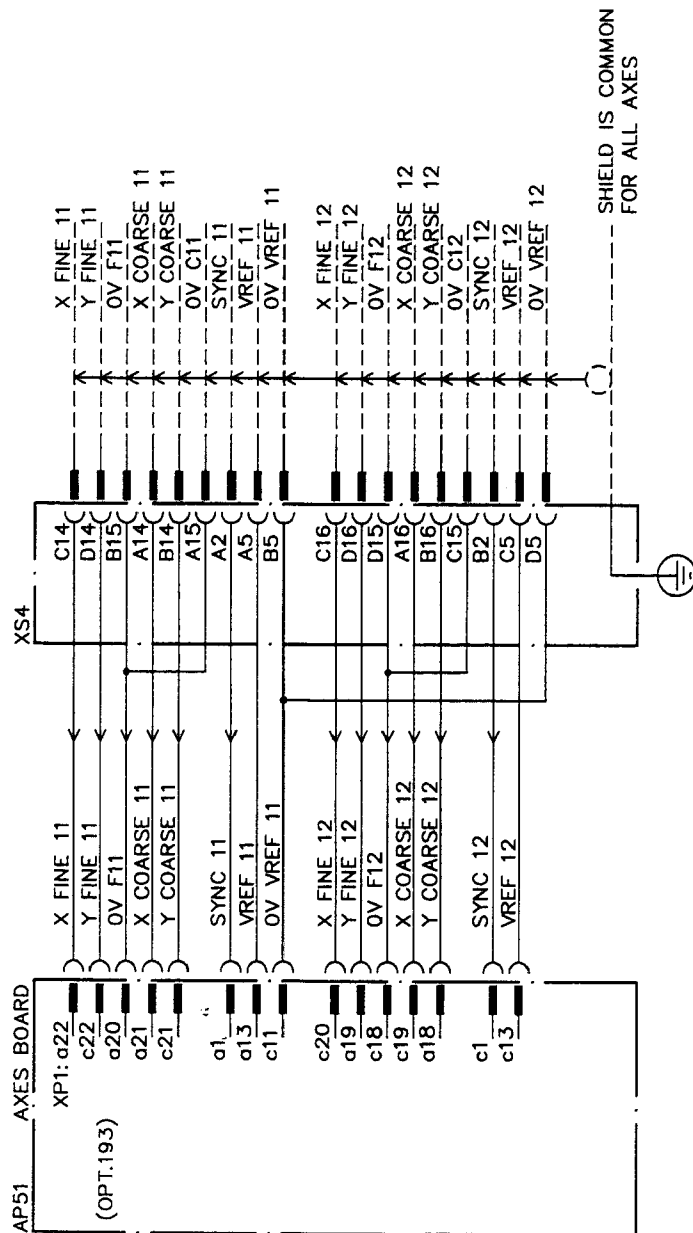 AP51
AXES BOARD
XS4
(OPT.193)
XP1: a22
c22
a20
a21
c21
a1
a13
c11
c20
a19
c18
c19
a18
c1
c13
X FINE 11
Y FINE 11
0V F11
X COARSE 11
Y COARSE 11
SYNC 11
VREF 11
0V VREF 11
X FINE 12
Y FINE 12
0V F12
X COARSE 12
Y COARSE 12
SYNC 12
VREF 12
C14
D14
B15
A14
B14
A15
A2
A5
B5
C16
D16
D15
A16
B16
C15
B2
C5
D5
X FINE 11
Y FINE 11
0V F11
X COARSE 11
Y COARSE 11
0V C11
SYNC 11
VREF 11
0V VREF 11
X FINE 12
Y FINE 12
0V F12
X COARSE 12
Y COARSE 12
0V C12
SYNC 12
VREF 12
0V VREF 12
SHIELD IS COMMON
FOR ALL AXES